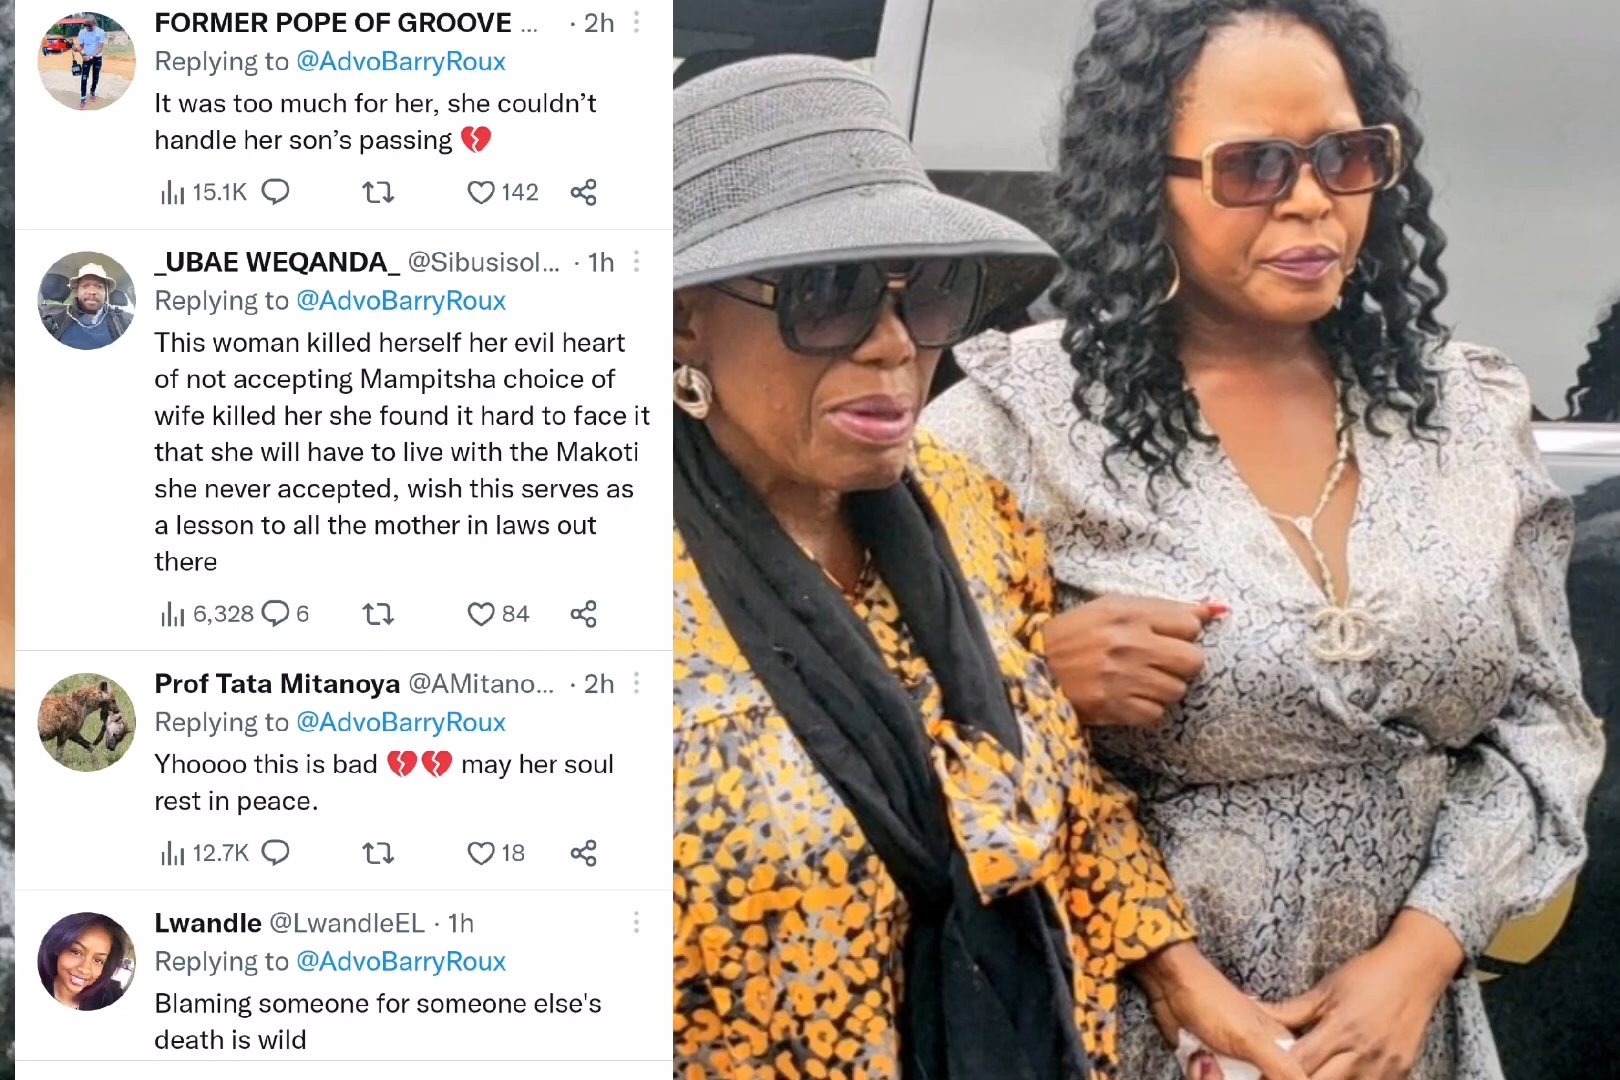 FORMER POPE OF GROOVE ... · 2h
Replying to @AdvoBarryRoux
It was too much for her, she couldn’t
handle her son’s passing 💔
15.1K 142
_UBAE WEQANDA_ @Sibusisol... · 1h
Replying to @AdvoBarryRoux
This woman killed herself her evil heart
of not accepting Mampitsha choice of
wife killed her she found it hard to face it
that she will have to live with the Makoti
she never accepted, wish this serves as
a lesson to all the mother in laws out
there
6,328 6 84
Prof Tata Mitanoya @AMitano... · 2h
Replying to @AdvoBarryRoux
Yhoooo this is bad 💔💔 may her soul
rest in peace.
12.7K 18
Lwandle @LwandleEL · 1h
Replying to @AdvoBarryRoux
Blaming someone for someone else's
death is wild